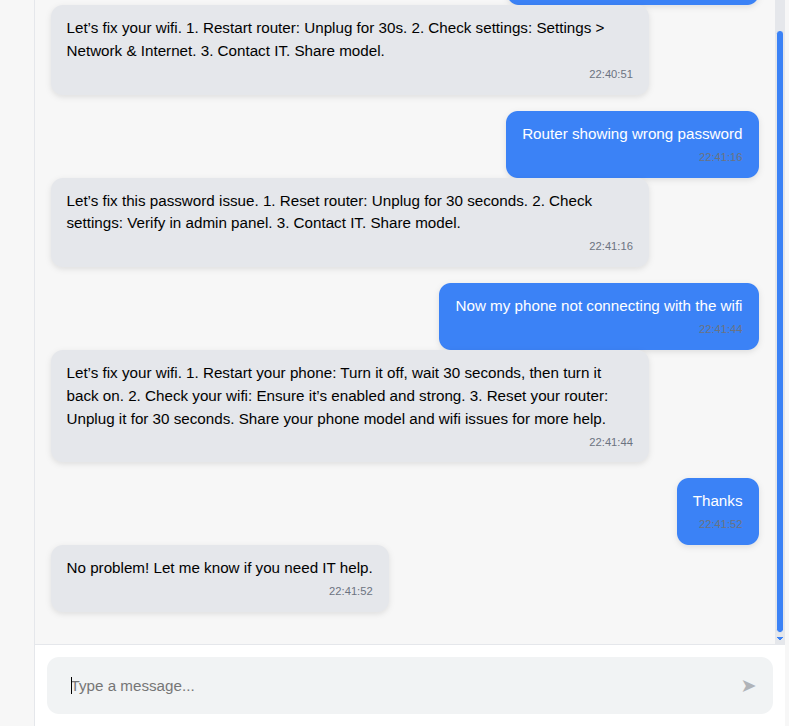 Let's fix your wifi. 1. Restart router: Unplug for 30s. 2. Check settings: Settings >
Network & Internet. 3. Contact IT. Share model.
22:40:51
Router showing wrong password
22:41:16
Let's fix this password issue. 1. Reset router: Unplug for 30 seconds. 2. Check
settings: Verify in admin panel. 3. Contact IT. Share model.
22:41:16
Now my phone not connecting with the wifi
22:41:44
Let's fix your wifi. 1. Restart your phone: Turn it off, wait 30 seconds, then turn it
back on. 2. Check your wifi: Ensure it's enabled and strong. 3. Reset your router:
Unplug it for 30 seconds. Share your phone model and wifi issues for more help.
22:41:44
Thanks
22:41:52
No problem! Let me know if you need IT help.
22:41:52
Type a message...